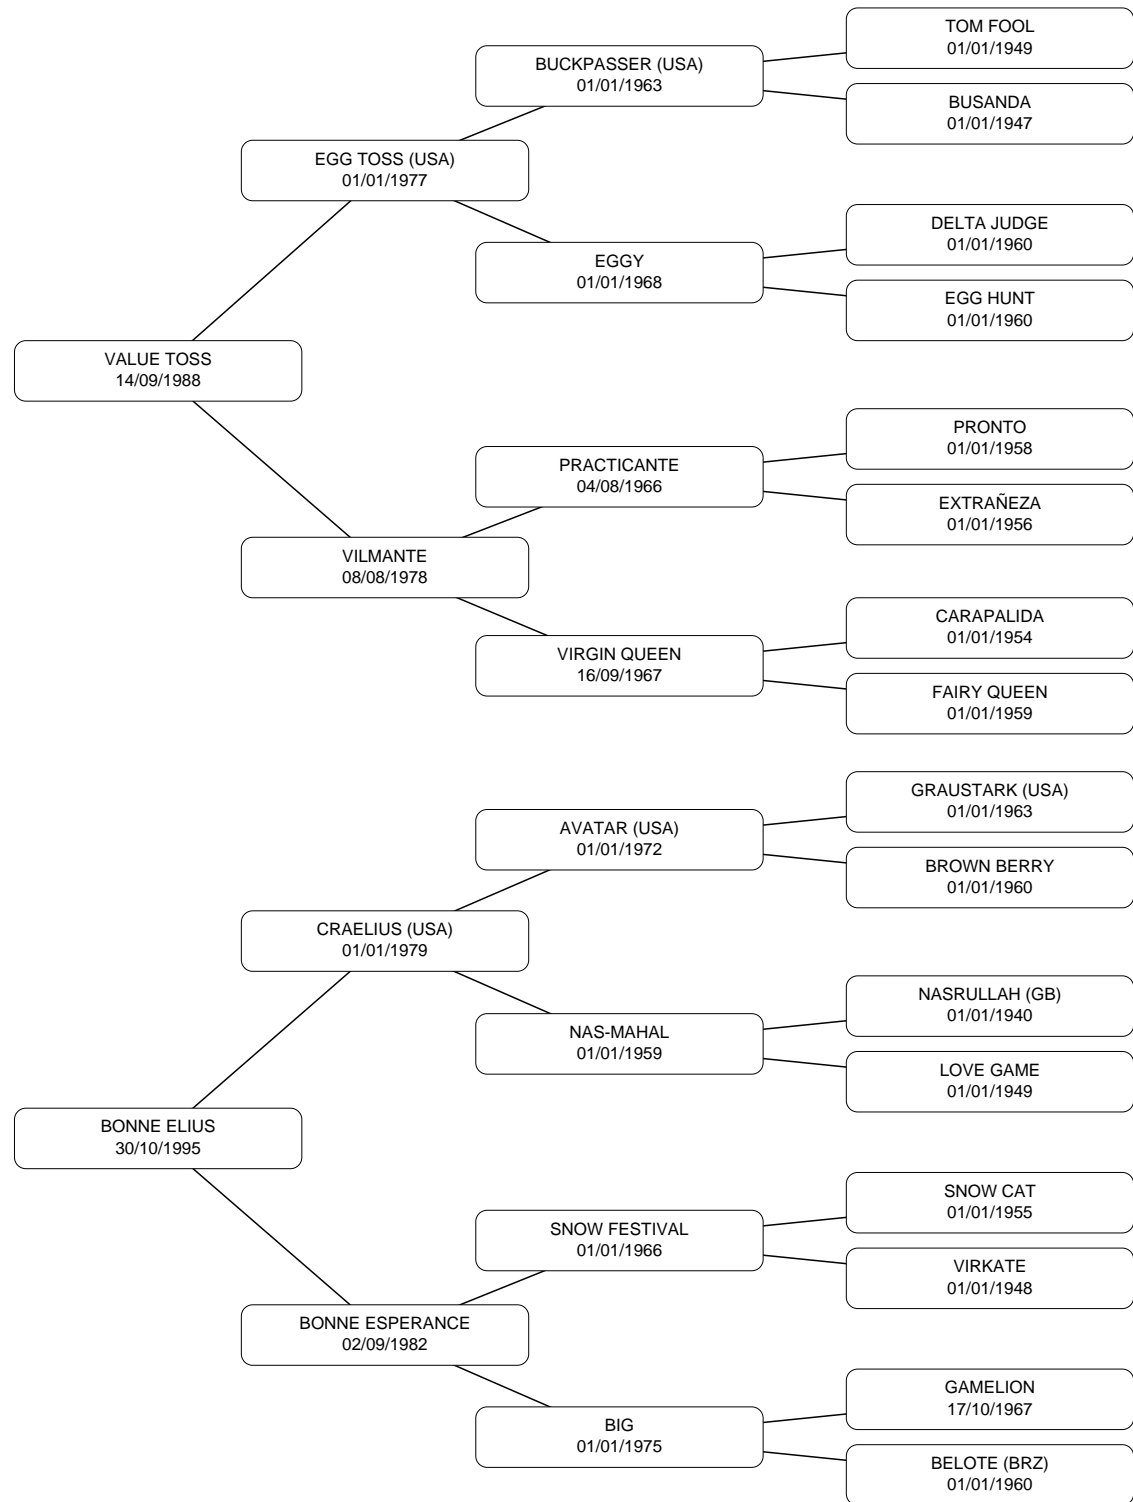 TOM FOOL
01/01/1949
BUCKPASSER (USA)
01/01/1963
BUSANDA
01/01/1947
EGG TOSS (USA)
01/01/1977
DELTA JUDGE
01/01/1960
EGGY
01/01/1968
EGG HUNT
01/01/1960
VALUE TOSS
14/09/1988
PRONTO
01/01/1958
PRACTICANTE
04/08/1966
EXTRAÑEZA
01/01/1956
VILMANTE
08/08/1978
CARAPALIDA
01/01/1954
VIRGIN QUEEN
16/09/1967
FAIRY QUEEN
01/01/1959
GRAUSTARK (USA)
01/01/1963
AVATAR (USA)
01/01/1972
BROWN BERRY
01/01/1960
CRAELIUS (USA)
01/01/1979
NASRULLAH (GB)
01/01/1940
NAS-MAHAL
01/01/1959
LOVE GAME
01/01/1949
BONNE ELIUS
30/10/1995
SNOW CAT
01/01/1955
SNOW FESTIVAL
01/01/1966
VIRKATE
01/01/1948
BONNE ESPERANCE
02/09/1982
GAMELION
17/10/1967
BIG
01/01/1975
BELOTE (BRZ)
01/01/1960